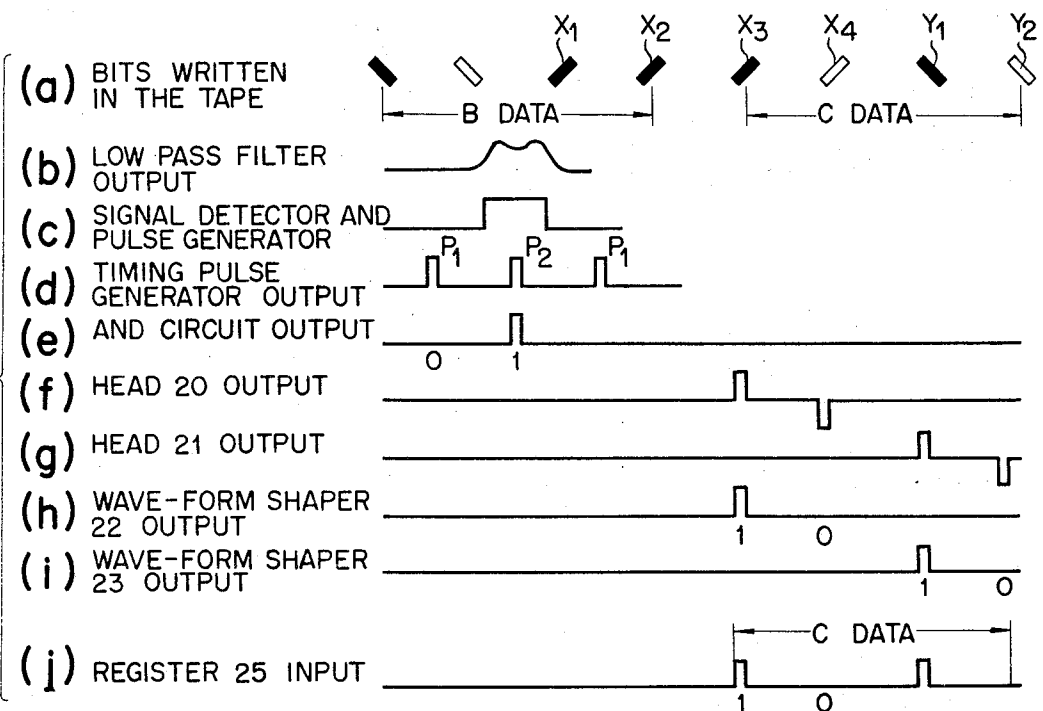 X1 X2 X3 X4 Y1 Y2
(a) BITS WRITTEN
IN THE TAPE
B DATA C DATA
(b) LOW PASS FILTER
OUTPUT
(c) SIGNAL DETECTOR AND
PULSE GENERATOR
P1 P2 P1
(d) TIMING PULSE
GENERATOR OUTPUT
(e) AND CIRCUIT OUTPUT
0 1
(f) HEAD 20 OUTPUT
(g) HEAD 21 OUTPUT
(h) WAVE-FORM SHAPER
22 OUTPUT
1 0
(i) WAVE-FORM SHAPER
23 OUTPUT
1 0
C DATA
(j) REGISTER 25 INPUT
1 0